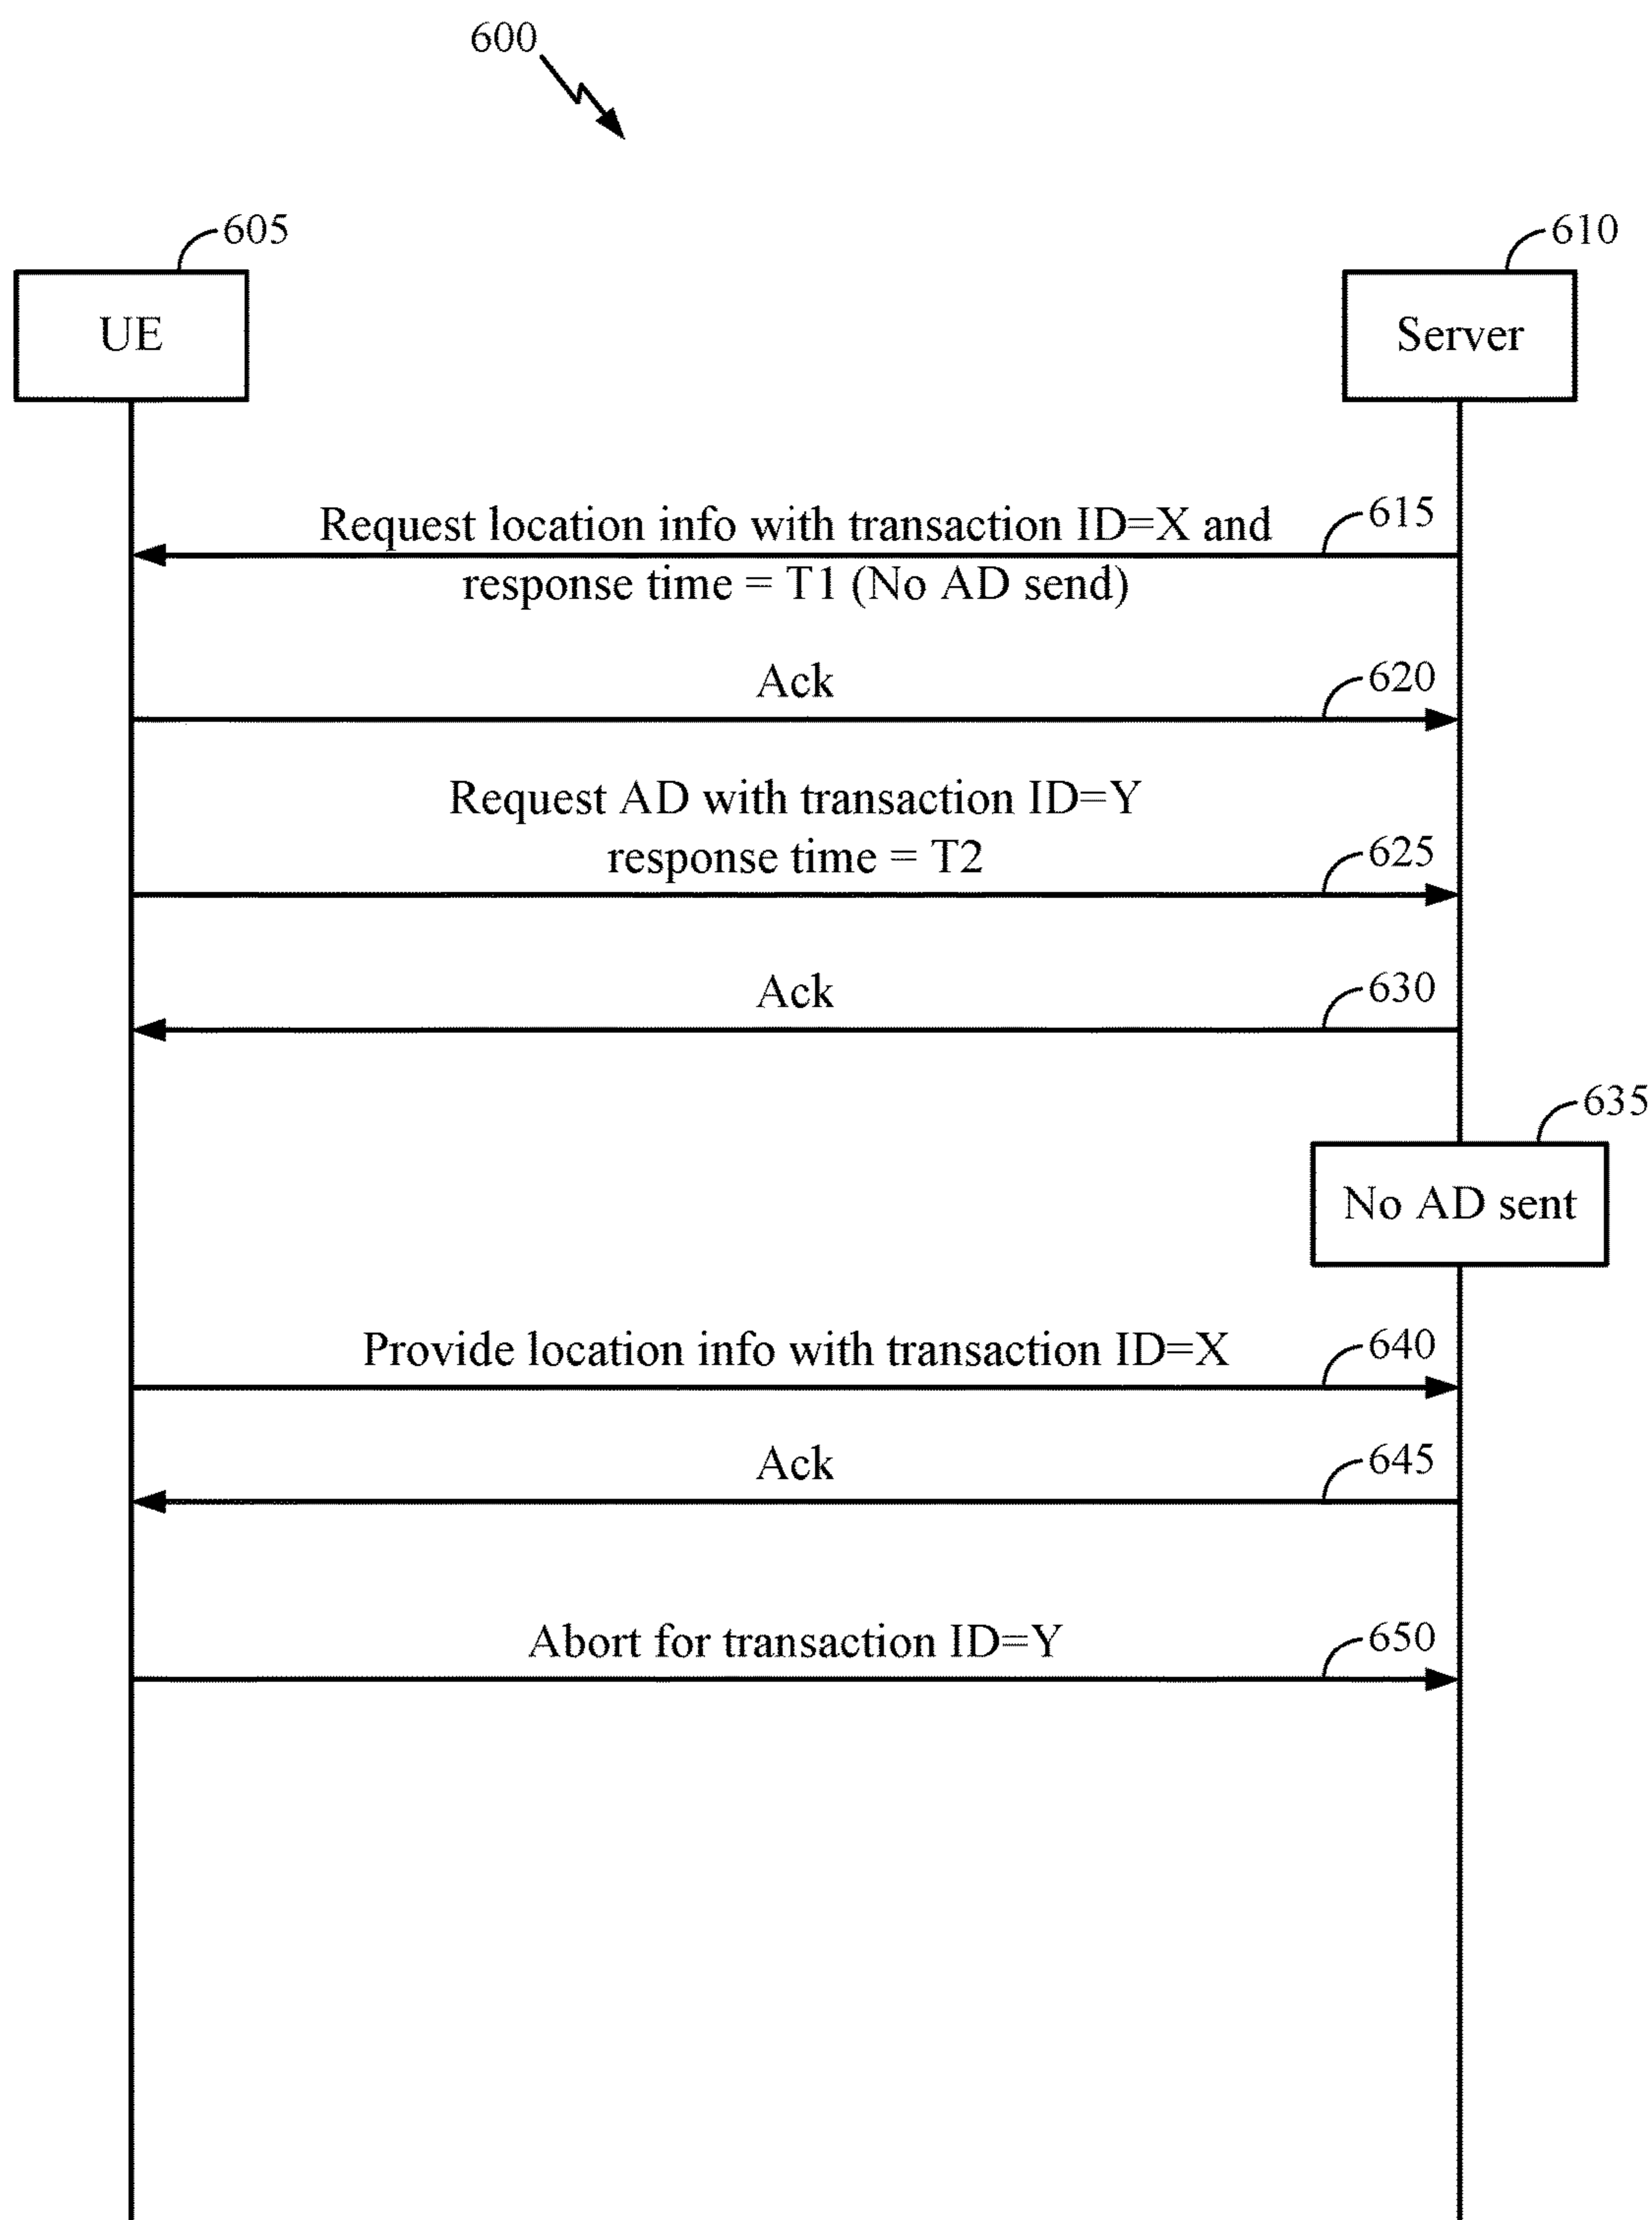 600
605
610
UE
Server
Request location info with transaction ID=X and
615
response time = T1 (No AD send)
Ack
620
Request AD with transaction ID=Y
response time = T2
625
Ack
630
635
No AD sent
Provide location info with transaction ID=X
640
Ack
645
Abort for transaction ID=Y
650